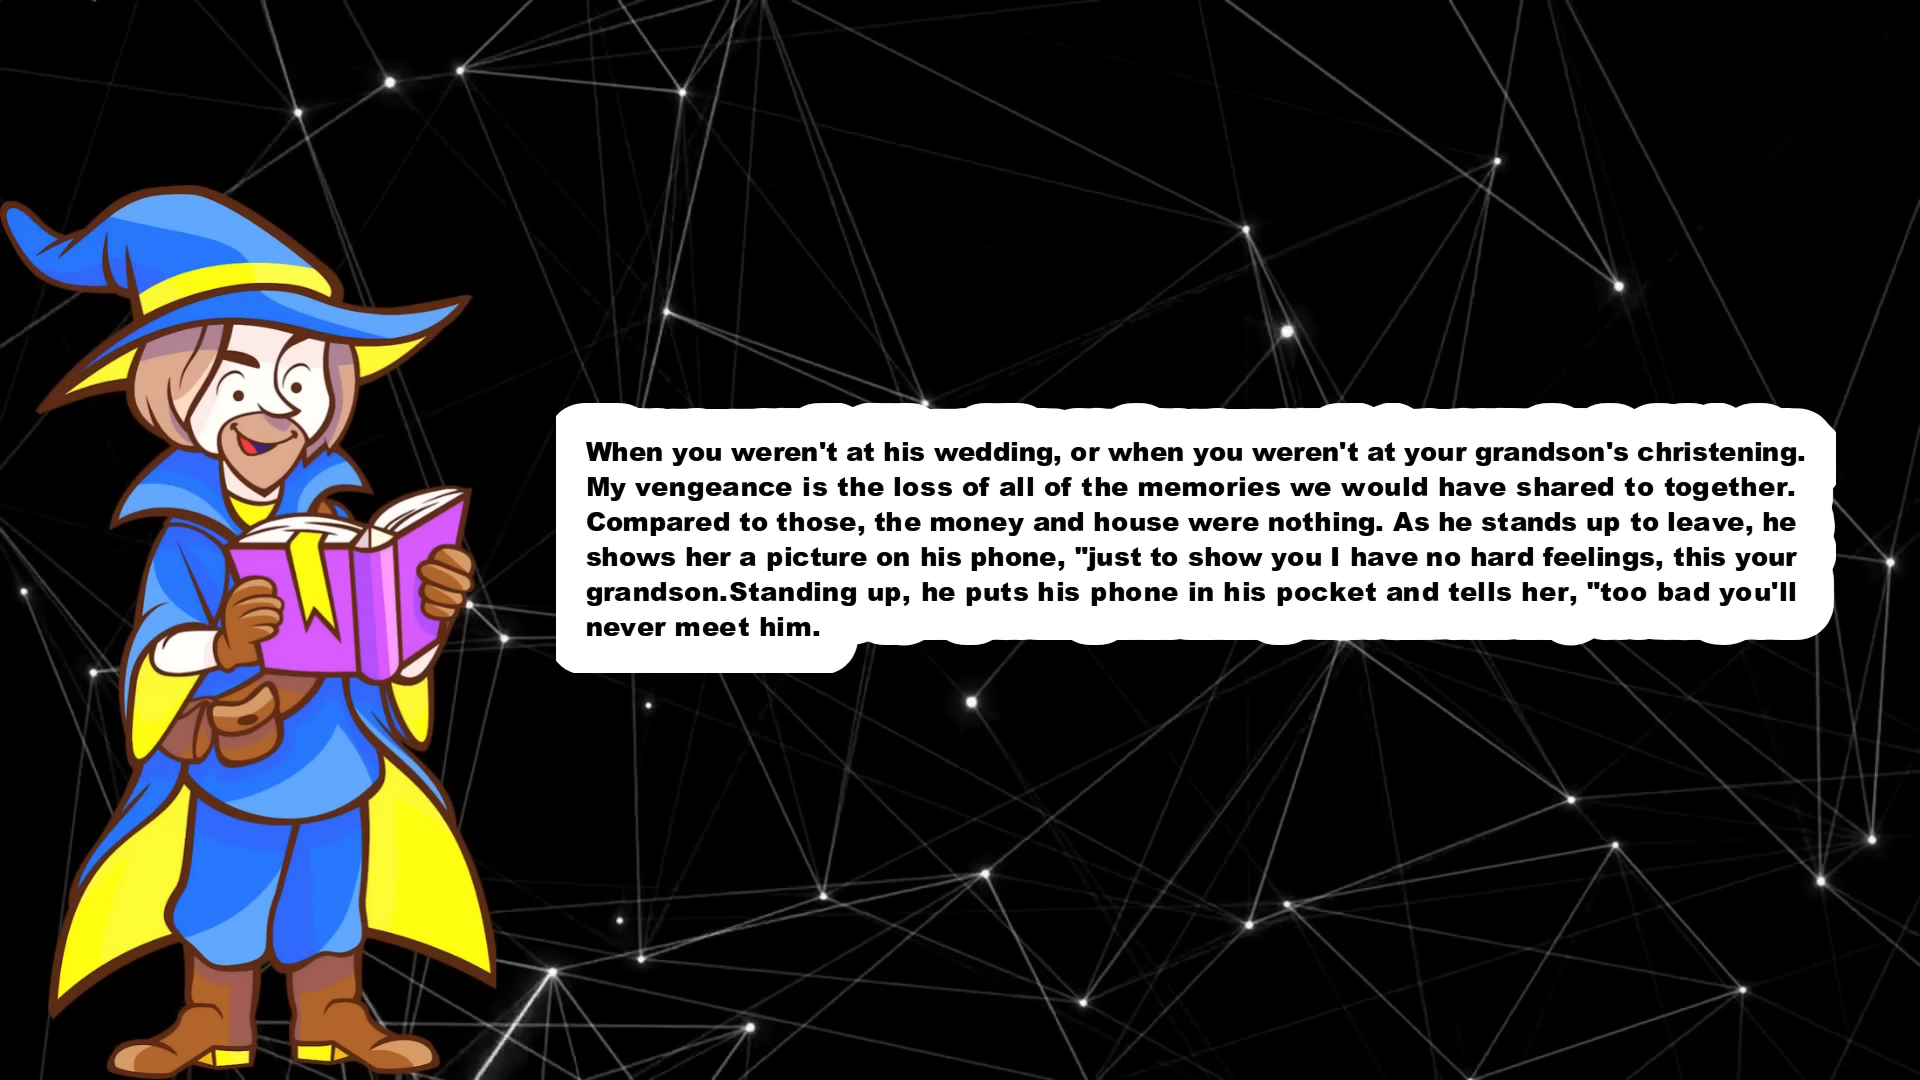 When you weren't at his wedding, or when you weren't at your grandson's christening.
My vengeance is the loss of all of the memories we would have shared to together.
Compared to those, the money and house were nothing. As he stands up to leave, he
shows her a picture on his phone, "just to show you I have no hard feelings, this your
grandson.Standing up, he puts his phone in his pocket and tells her, "too bad you'll
never meet him.